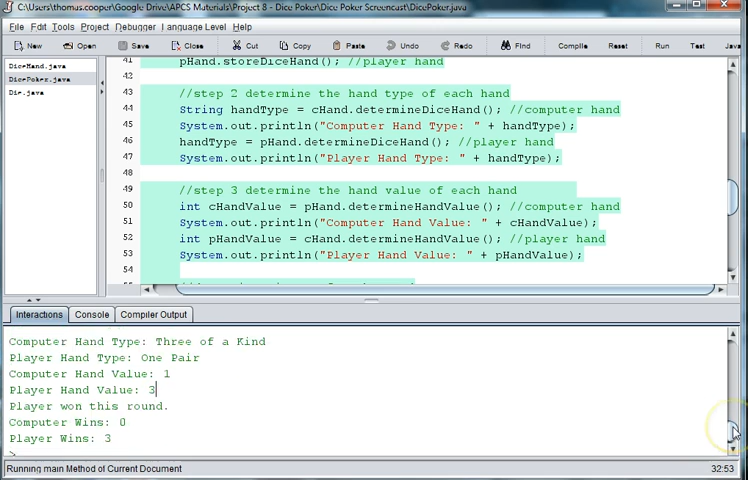 C:\Users\thomas.cooper\Google Drive\APCS Materials\Project 8 - Dice Poker\Dice Poker Screencast\DicePoker.java
File Edit Tools Project Debugger Language Level Help
New Open Save Close Cut Copy Paste Undo Redo Find Compile Reset Run Test Java
DiceHand.java
DicePoker.java
Die.java
41 pHand.storeDiceHand(); //player hand
42
43 //step 2 determine the hand type of each hand
44 String handType = cHand.determineDiceHand(); //computer hand
45 System.out.println("Computer Hand Type: " + handType);
46 handType = pHand.determineDiceHand(); //player hand
47 System.out.println("Player Hand Type: " + handType);
48
49 //step 3 determine the hand value of each hand
50 int cHandValue = pHand.determineHandValue(); //computer hand
51 System.out.println("Computer Hand Value: " + cHandValue);
52 int pHandValue = cHand.determineHandValue(); //player hand
53 System.out.println("Player Hand Value: " + pHandValue);
54
Interactions Console Compiler Output
Computer Hand Type: Three of a Kind
Player Hand Type: One Pair
Computer Hand Value: 1
Player Hand Value: 3
Player won this round.
Computer Wins: 0
Player Wins: 3
>
Running main Method of Current Document 32:53